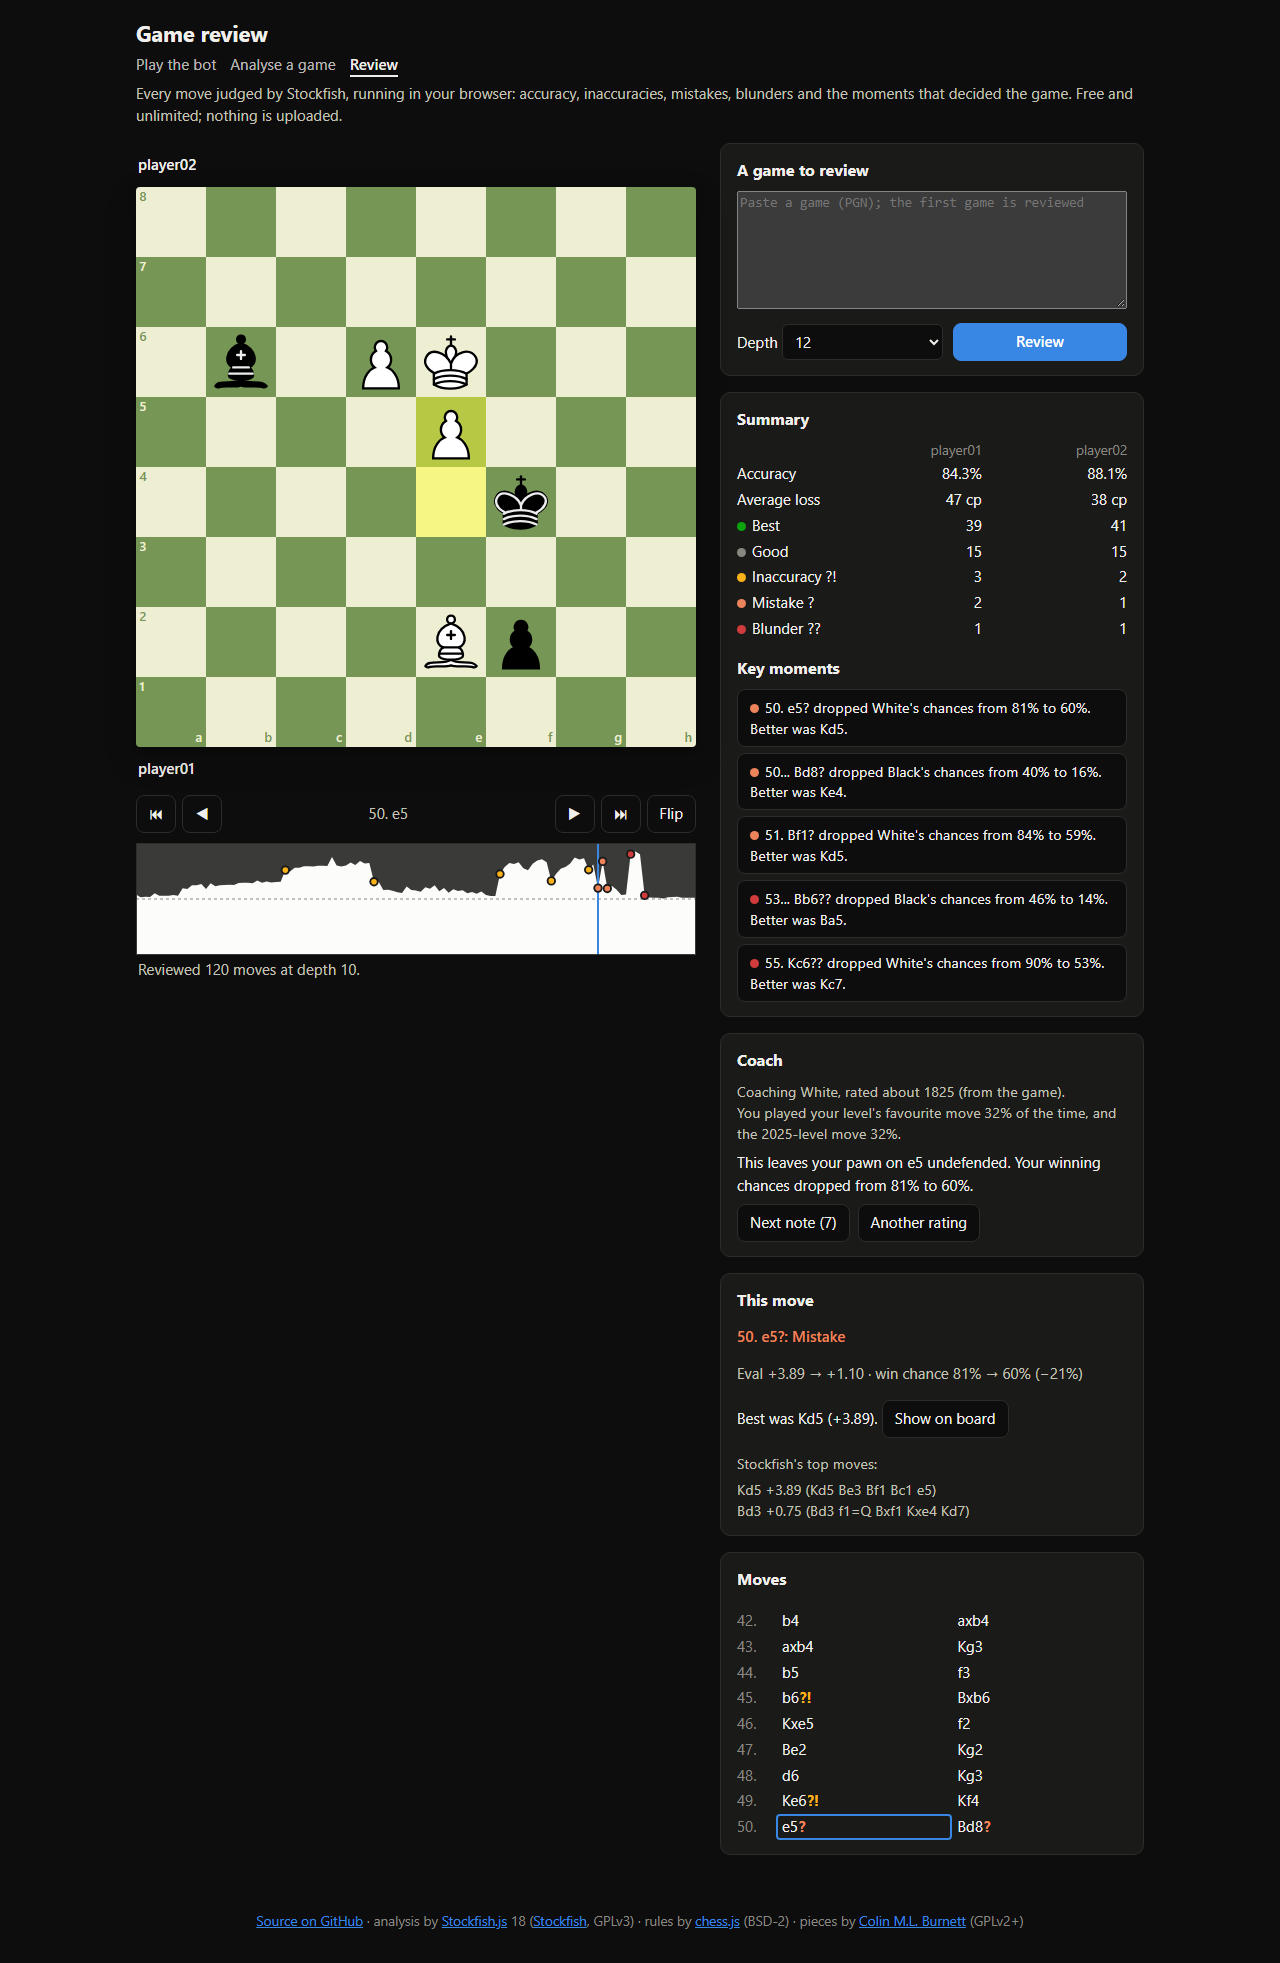 Game review
Play the bot Analyse a game Review
Every move judged by Stockfish, running in your browser: accuracy, inaccuracies, mistakes, blunders and the moments that decided the game. Free and
unlimited; nothing is uploaded.
player02
8
7
6
5
4
3
2
1
a b c d e f g h
player01
50. e5
Flip
Reviewed 120 moves at depth 10.
A game to review
Paste a game (PGN); the first game is reviewed
Depth 12 Review
Summary
player01 player02
Accuracy 84.3% 88.1%
Average loss 47 cp 38 cp
Best 39 41
Good 15 15
Inaccuracy ?! 3 2
Mistake ? 2 1
Blunder ?? 1 1
Key moments
50. e5? dropped White's chances from 81% to 60%.
Better was Kd5.
50... Bd8? dropped Black's chances from 40% to 16%.
Better was Ke4.
51. Bf1? dropped White's chances from 84% to 59%.
Better was Kd5.
53... Bb6?? dropped Black's chances from 46% to 14%.
Better was Ba5.
55. Kc6?? dropped White's chances from 90% to 53%.
Better was Kc7.
Coach
Coaching White, rated about 1825 (from the game).
You played your level's favourite move 32% of the time, and
the 2025-level move 32%.
This leaves your pawn on e5 undefended. Your winning
chances dropped from 81% to 60%.
Next note (7) Another rating
This move
50. e5?: Mistake
Eval +3.89 → +1.10 · win chance 81% → 60% (−21%)
Best was Kd5 (+3.89). Show on board
Stockfish's top moves:
Kd5 +3.89 (Kd5 Be3 Bf1 Bc1 e5)
Bd3 +0.75 (Bd3 f1=Q Bxf1 Kxe4 Kd7)
Moves
42. b4 axb4
43. axb4 Kg3
44. b5 f3
45. b6?! Bxb6
46. Kxe5 f2
47. Be2 Kg2
48. d6 Kg3
49. Ke6?! Kf4
50. e5? Bd8?
Source on GitHub · analysis by Stockfish.js 18 (Stockfish, GPLv3) · rules by chess.js (BSD-2) · pieces by Colin M.L. Burnett (GPLv2+)